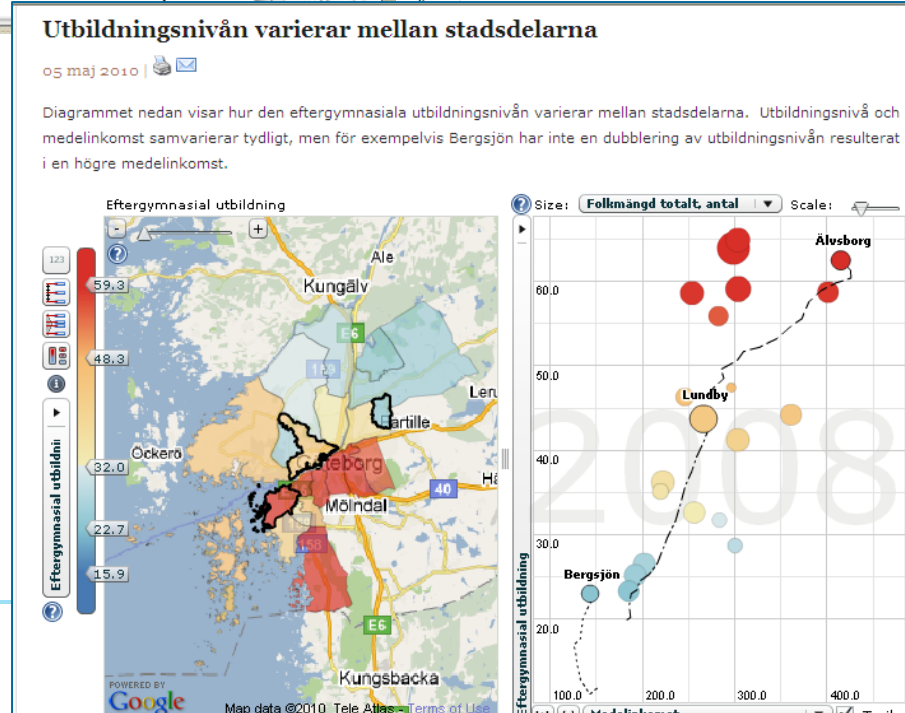 Utbildningsnivån varierar mellan stadsdelarna
05 maj 2010 |
Diagrammet nedan visar hur den eftergymnasiala utbildningsnivån varierar mellan stadsdelarna. Utbildningsnivå och
medelinkomst samvarierar tydligt, men för exempelvis Bergsjön har inte en dubblering av utbildningsnivån resulterat
i en högre medelinkomst.
Eftergymnasial utbildning
- +
?
123
59.3
48.3
32.0
22.7
15.9
Eftergymnasial utbildni
?
Ale
Kungälv
E6
Öckerö
Partille
Göteborg
40
Mölndal
158
E6
Kungsbacka
POWERED BY
Google
Map data ©2010 Tele Atlas - Terms of Use
? Size: Folkmängd totalt, antal Scale:
2008
60.0
50.0
40.0
30.0
20.0
Älvsborg
Lundby
Bergsjön
Eftergymnasial utbildning
100.0 200.0 300.0 400.0
Medelinkomst